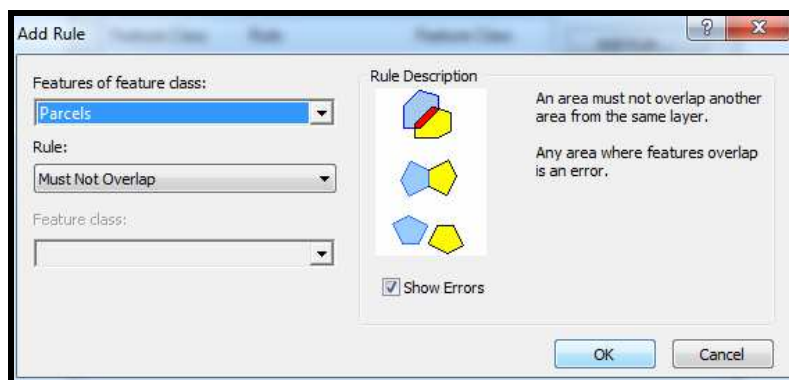 Add Rule
Features of feature class:
Parcels
Rule:
Must Not Overlap
Feature class:
Rule Description
An area must not overlap another
area from the same layer.
Any area where features overlap
is an error.
Show Errors
OK
Cancel